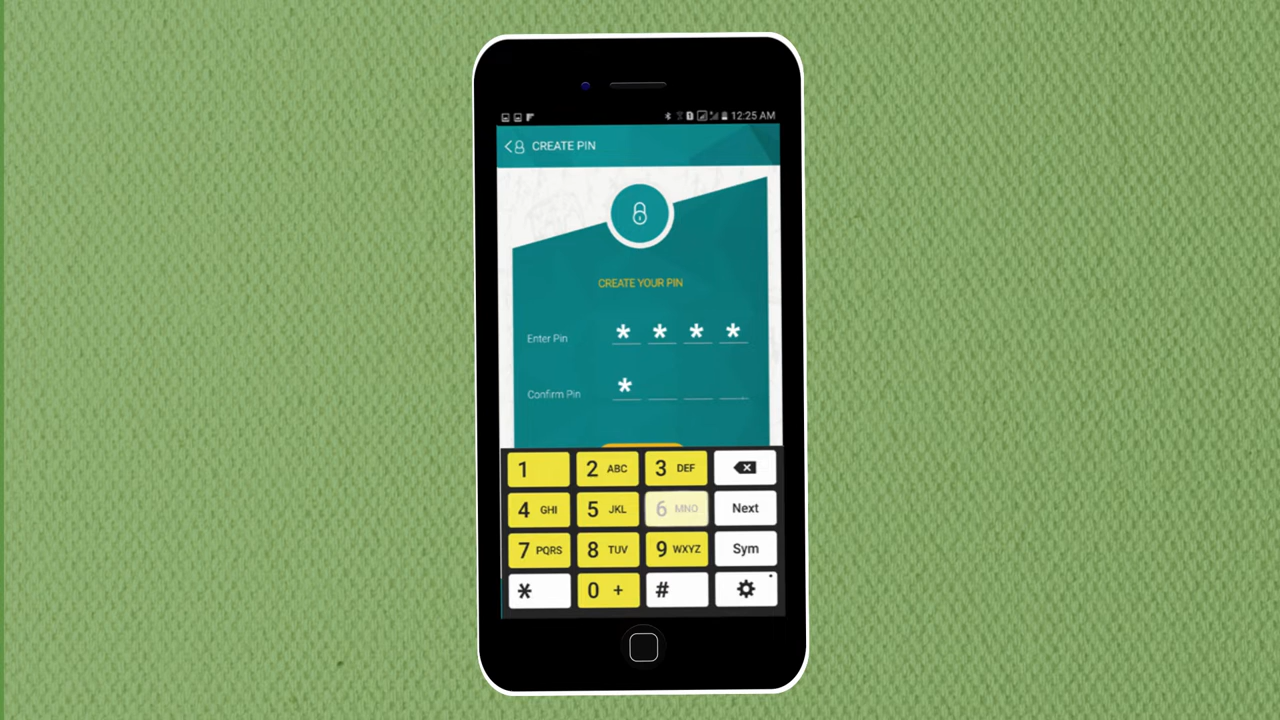 12:25 AM
CREATE PIN
CREATE YOUR PIN
Enter Pin * * * *
Confirm Pin *
1 2 ABC 3 DEF
4 GHI 5 JKL 6 MNO Next
7 PQRS 8 TUV 9 WXYZ Sym
* 0 + #